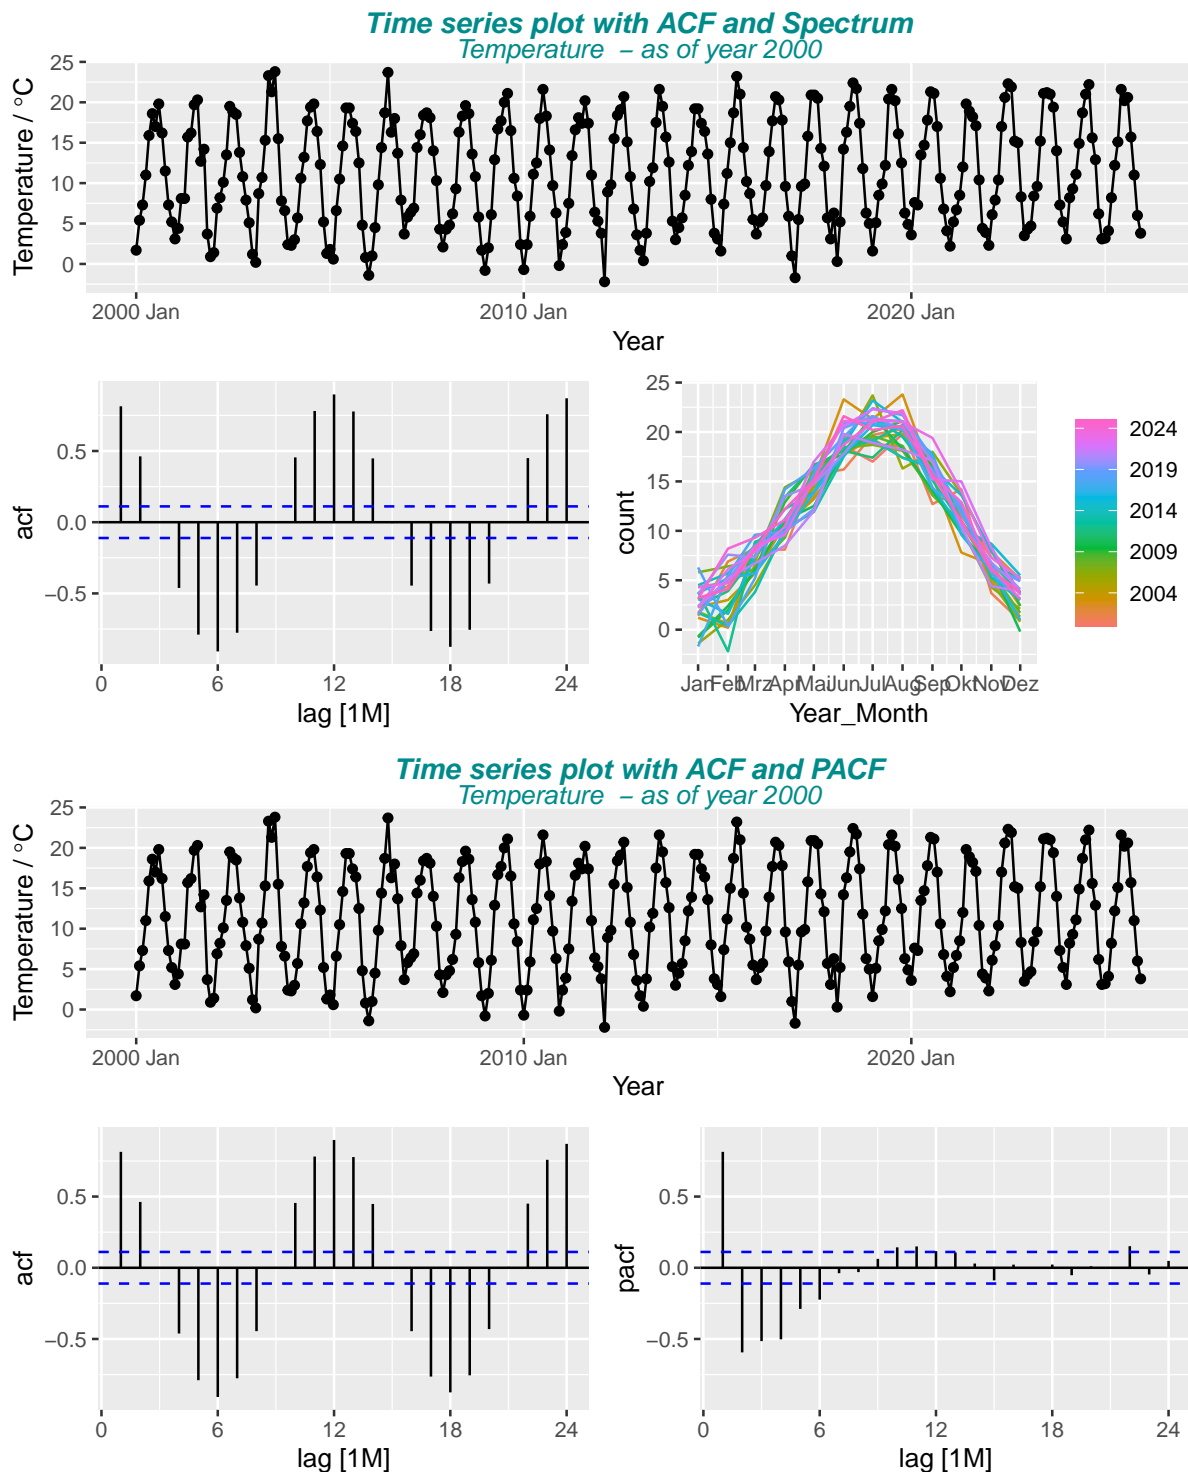 Time series plot with ACF and Spectrum
Temperature – as of year 2000
Temperature / °C
25
20
15
10
5
0
2000 Jan
2010 Jan
2020 Jan
Year
acf
0.5
0.0
−0.5
0
6
12
18
24
lag [1M]
count
25
20
15
10
5
0
Jan Feb Mrz Apr Mai Jun Jul Aug Sep Okt Nov Dez
Year_Month
2024
2019
2014
2009
2004
Time series plot with ACF and PACF
Temperature – as of year 2000
Temperature / °C
25
20
15
10
5
0
2000 Jan
2010 Jan
2020 Jan
Year
acf
0.5
0.0
−0.5
0
6
12
18
24
lag [1M]
pacf
0.5
0.0
−0.5
0
6
12
18
24
lag [1M]